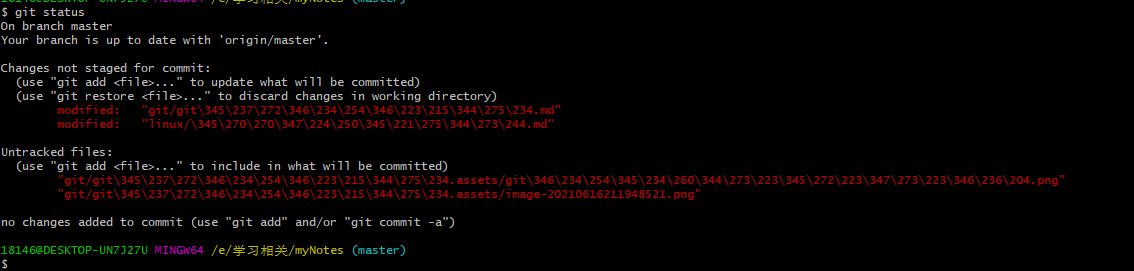 18146@DESKTOP-UN7J27U MINGW64 /e/学习相关/myNotes (master)
$ git status
On branch master
Your branch is up to date with 'origin/master'.
Changes not staged for commit:
  (use "git add <file>..." to update what will be committed)
  (use "git restore <file>..." to discard changes in working directory)
        modified:   "git/git\345\237\272\346\234\254\346\223\215\344\275\234.md"
        modified:   "linux/\345\270\270\347\224\250\345\221\275\344\273\244.md"
Untracked files:
  (use "git add <file>..." to include in what will be committed)
        "git/git\345\237\272\346\234\254\346\223\215\344\275\234.assets/git\346\234\254\345\234\260\344\273\223\345\272\223\347\273\223\346\236\204.png"
        "git/git\345\237\272\346\234\254\346\223\215\344\275\234.assets/image-20210616211948521.png"
no changes added to commit (use "git add" and/or "git commit -a")
18146@DESKTOP-UN7J27U MINGW64 /e/学习相关/myNotes (master)
$